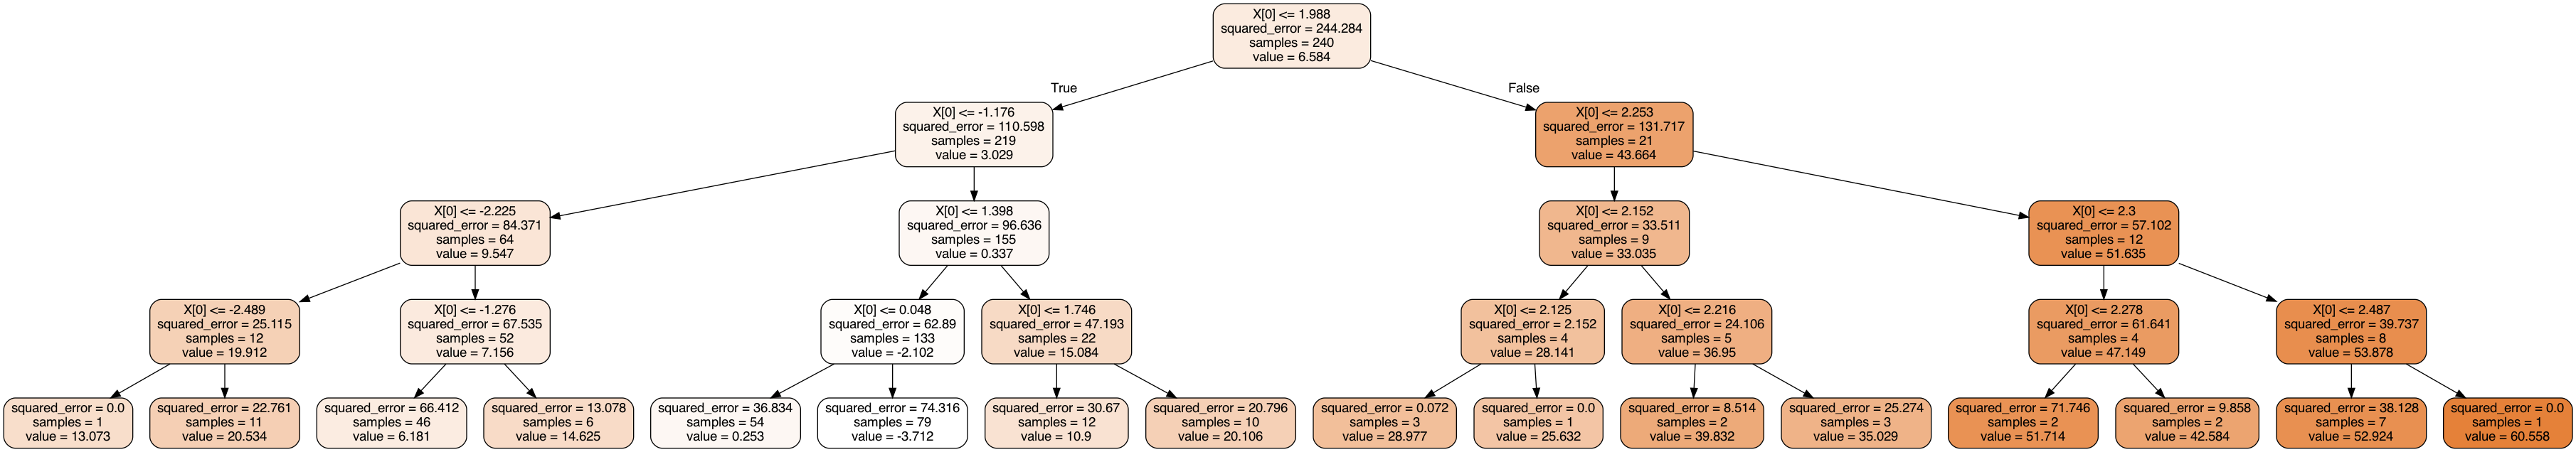 X[0] <= 1.988
squared_error = 244.284
samples = 240
value = 6.584
True
False
X[0] <= -1.176
squared_error = 110.598
samples = 219
value = 3.029
X[0] <= 2.253
squared_error = 131.717
samples = 21
value = 43.664
X[0] <= -2.225
squared_error = 84.371
samples = 64
value = 9.547
X[0] <= 1.398
squared_error = 96.636
samples = 155
value = 0.337
X[0] <= 2.152
squared_error = 33.511
samples = 9
value = 33.035
X[0] <= 2.3
squared_error = 57.102
samples = 12
value = 51.635
X[0] <= -2.489
squared_error = 25.115
samples = 12
value = 19.912
X[0] <= -1.276
squared_error = 67.535
samples = 52
value = 7.156
X[0] <= 0.048
squared_error = 62.89
samples = 133
value = -2.102
X[0] <= 1.746
squared_error = 47.193
samples = 22
value = 15.084
X[0] <= 2.125
squared_error = 2.152
samples = 4
value = 28.141
X[0] <= 2.216
squared_error = 24.106
samples = 5
value = 36.95
X[0] <= 2.278
squared_error = 61.641
samples = 4
value = 47.149
X[0] <= 2.487
squared_error = 39.737
samples = 8
value = 53.878
squared_error = 0.0
samples = 1
value = 13.073
squared_error = 22.761
samples = 11
value = 20.534
squared_error = 66.412
samples = 46
value = 6.181
squared_error = 13.078
samples = 6
value = 14.625
squared_error = 36.834
samples = 54
value = 0.253
squared_error = 74.316
samples = 79
value = -3.712
squared_error = 30.67
samples = 12
value = 10.9
squared_error = 20.796
samples = 10
value = 20.106
squared_error = 0.072
samples = 3
value = 28.977
squared_error = 0.0
samples = 1
value = 25.632
squared_error = 8.514
samples = 2
value = 39.832
squared_error = 25.274
samples = 3
value = 35.029
squared_error = 71.746
samples = 2
value = 51.714
squared_error = 9.858
samples = 2
value = 42.584
squared_error = 38.128
samples = 7
value = 52.924
squared_error = 0.0
samples = 1
value = 60.558